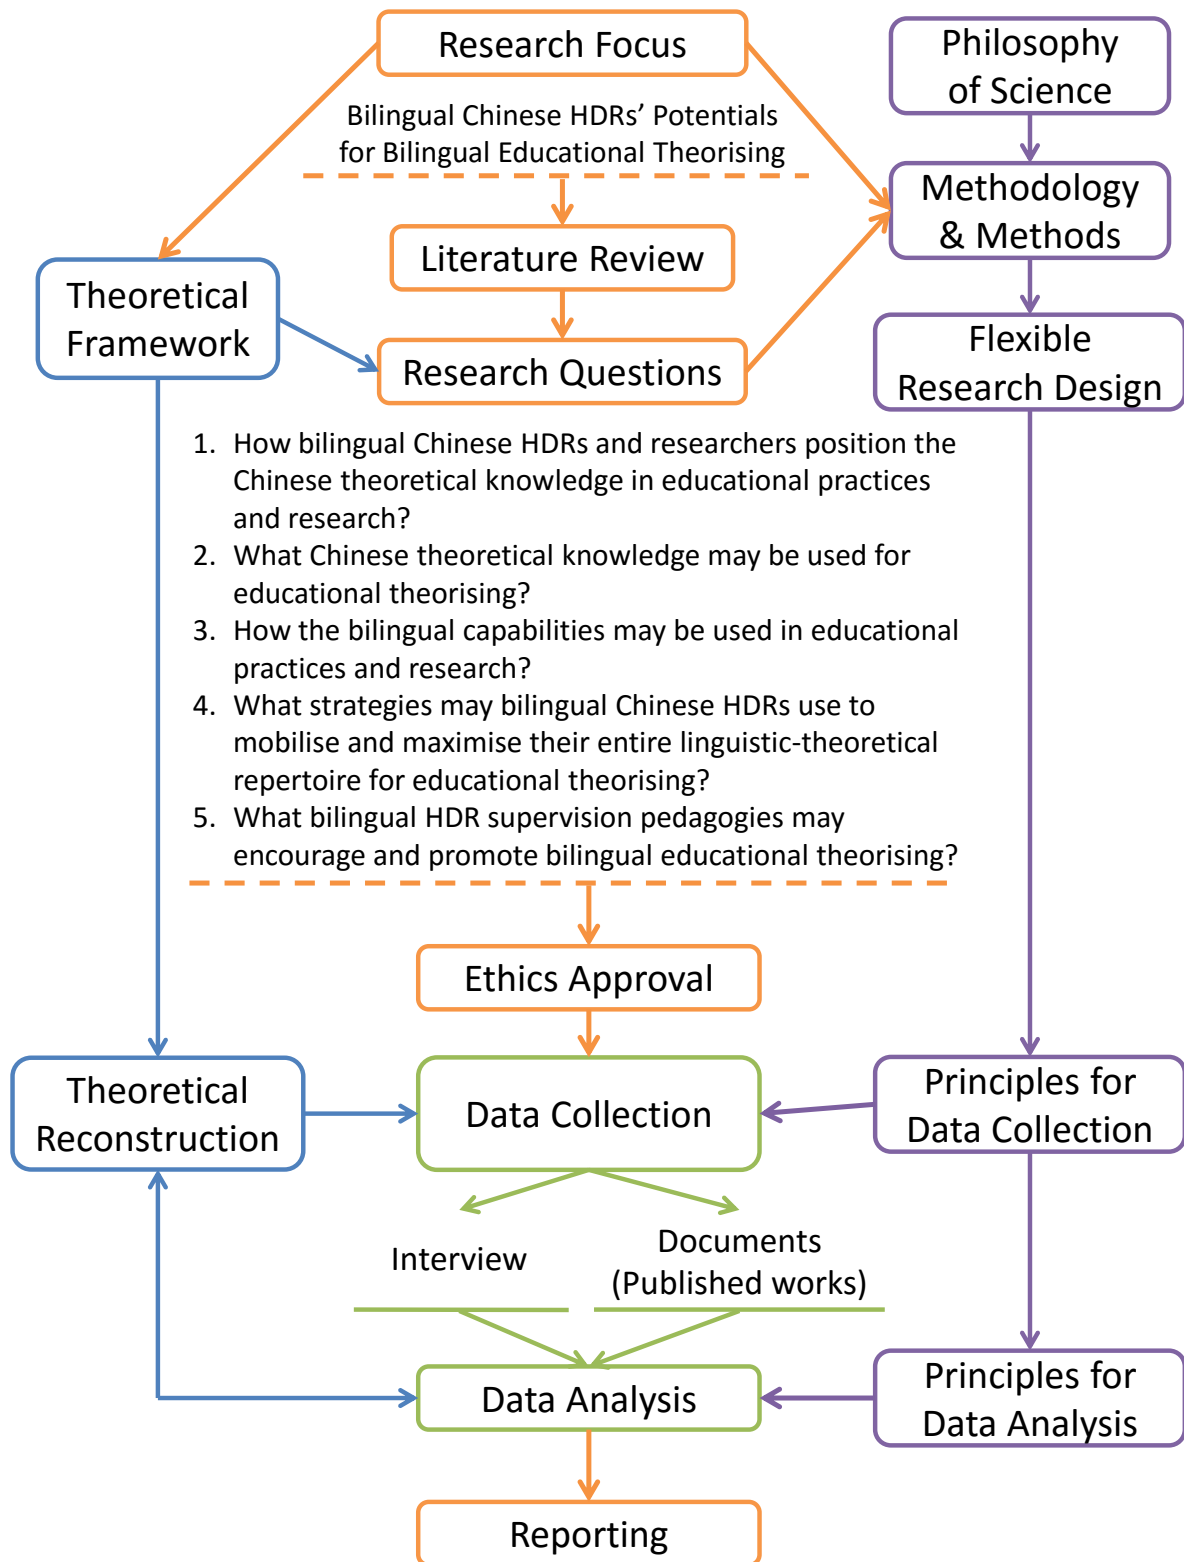 Research Focus
Philosophy
of Science
Bilingual Chinese HDRs’ Potentials
for Bilingual Educational Theorising
Methodology
& Methods
Literature Review
Theoretical
Framework
Research Questions
Flexible
Research Design
1. How bilingual Chinese HDRs and researchers position the
Chinese theoretical knowledge in educational practices
and research?
2. What Chinese theoretical knowledge may be used for
educational theorising?
3. How the bilingual capabilities may be used in educational
practices and research?
4. What strategies may bilingual Chinese HDRs use to
mobilise and maximise their entire linguistic-theoretical
repertoire for educational theorising?
5. What bilingual HDR supervision pedagogies may
encourage and promote bilingual educational theorising?
Ethics Approval
Theoretical
Reconstruction
Data Collection
Principles for
Data Collection
Interview
Documents
(Published works)
Data Analysis
Principles for
Data Analysis
Reporting